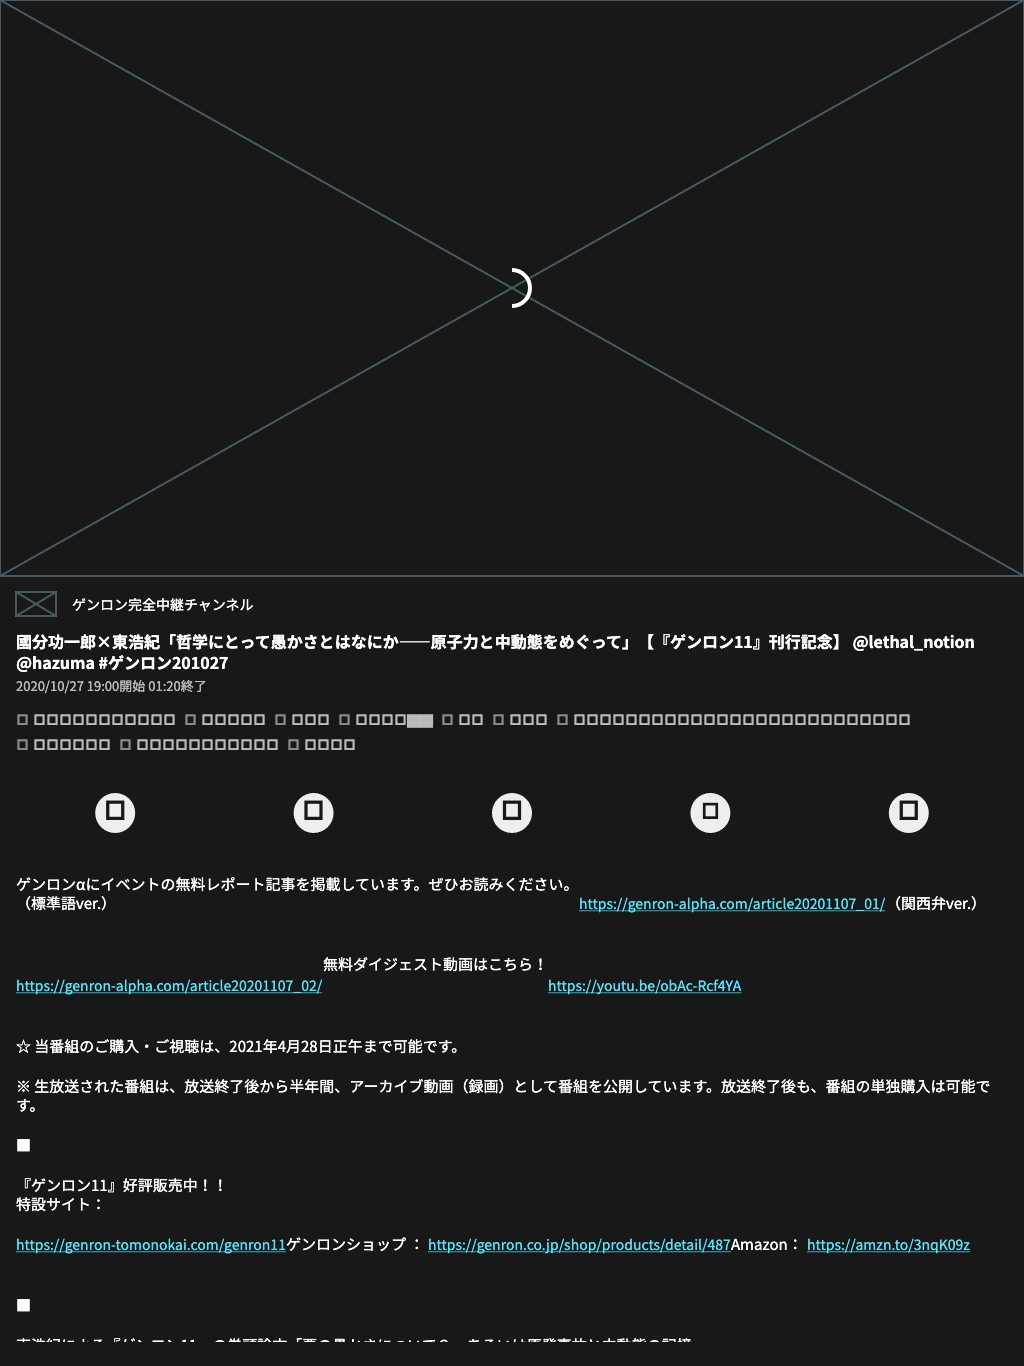 ゲンロン完全中継チャンネル
國分功一郎×東浩紀「哲学にとって愚かさとはなにか――原子力と中動態をめぐって」【『ゲンロン11』刊行記念】 @lethal_notion
@hazuma #ゲンロン201027
2020/10/27 19:00開始 01:20終了
ゲンロンαにイベントの無料レポート記事を掲載しています。ぜひお読みください。
（標準語ver.） https://genron-alpha.com/article20201107_01/（関西弁ver.）
無料ダイジェスト動画はこちら！
https://genron-alpha.com/article20201107_02/ https://youtu.be/obAc-Rcf4YA
☆ 当番組のご購入・ご視聴は、2021年4月28日正午まで可能です。
※ 生放送された番組は、放送終了後から半年間、アーカイブ動画（録画）として番組を公開しています。放送終了後も、番組の単独購入は可能で
す。
■
『ゲンロン11』好評販売中！！
特設サイト：
https://genron-tomonokai.com/genron11ゲンロンショップ ： https://genron.co.jp/shop/products/detail/487Amazon： https://amzn.to/3nqK09z
■